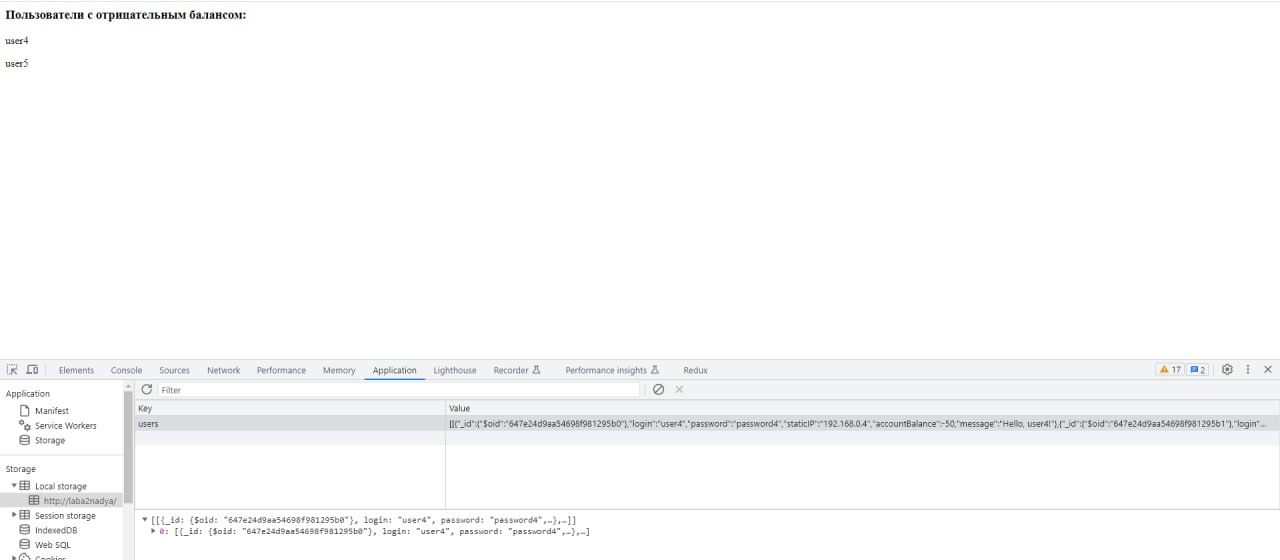 Пользователи с отрицательным балансом:
user4
user5
Elements Console Sources Network Performance Memory Application Lighthouse Recorder Performance insights Redux 17 2
Application
Manifest
Service Workers
Storage
Storage
Local storage
http://laba2nadya/
Session storage
IndexedDB
Web SQL
Cookies
Filter
Key Value
users [[{"_id":{"$oid":"647e24d9aa54698f981295b0"},"login":"user4","password":"password4","staticIP":"192.168.0.4","accountBalance":-50,"message":"Hello, user4!"},{"_id":{"$oid":"647e24d9aa54698f981295b1"},"login"...
[[{_id: {$oid: "647e24d9aa54698f981295b0"}, login: "user4", password: "password4",…},…]]
0: [{_id: {$oid: "647e24d9aa54698f981295b0"}, login: "user4", password: "password4",…},…]